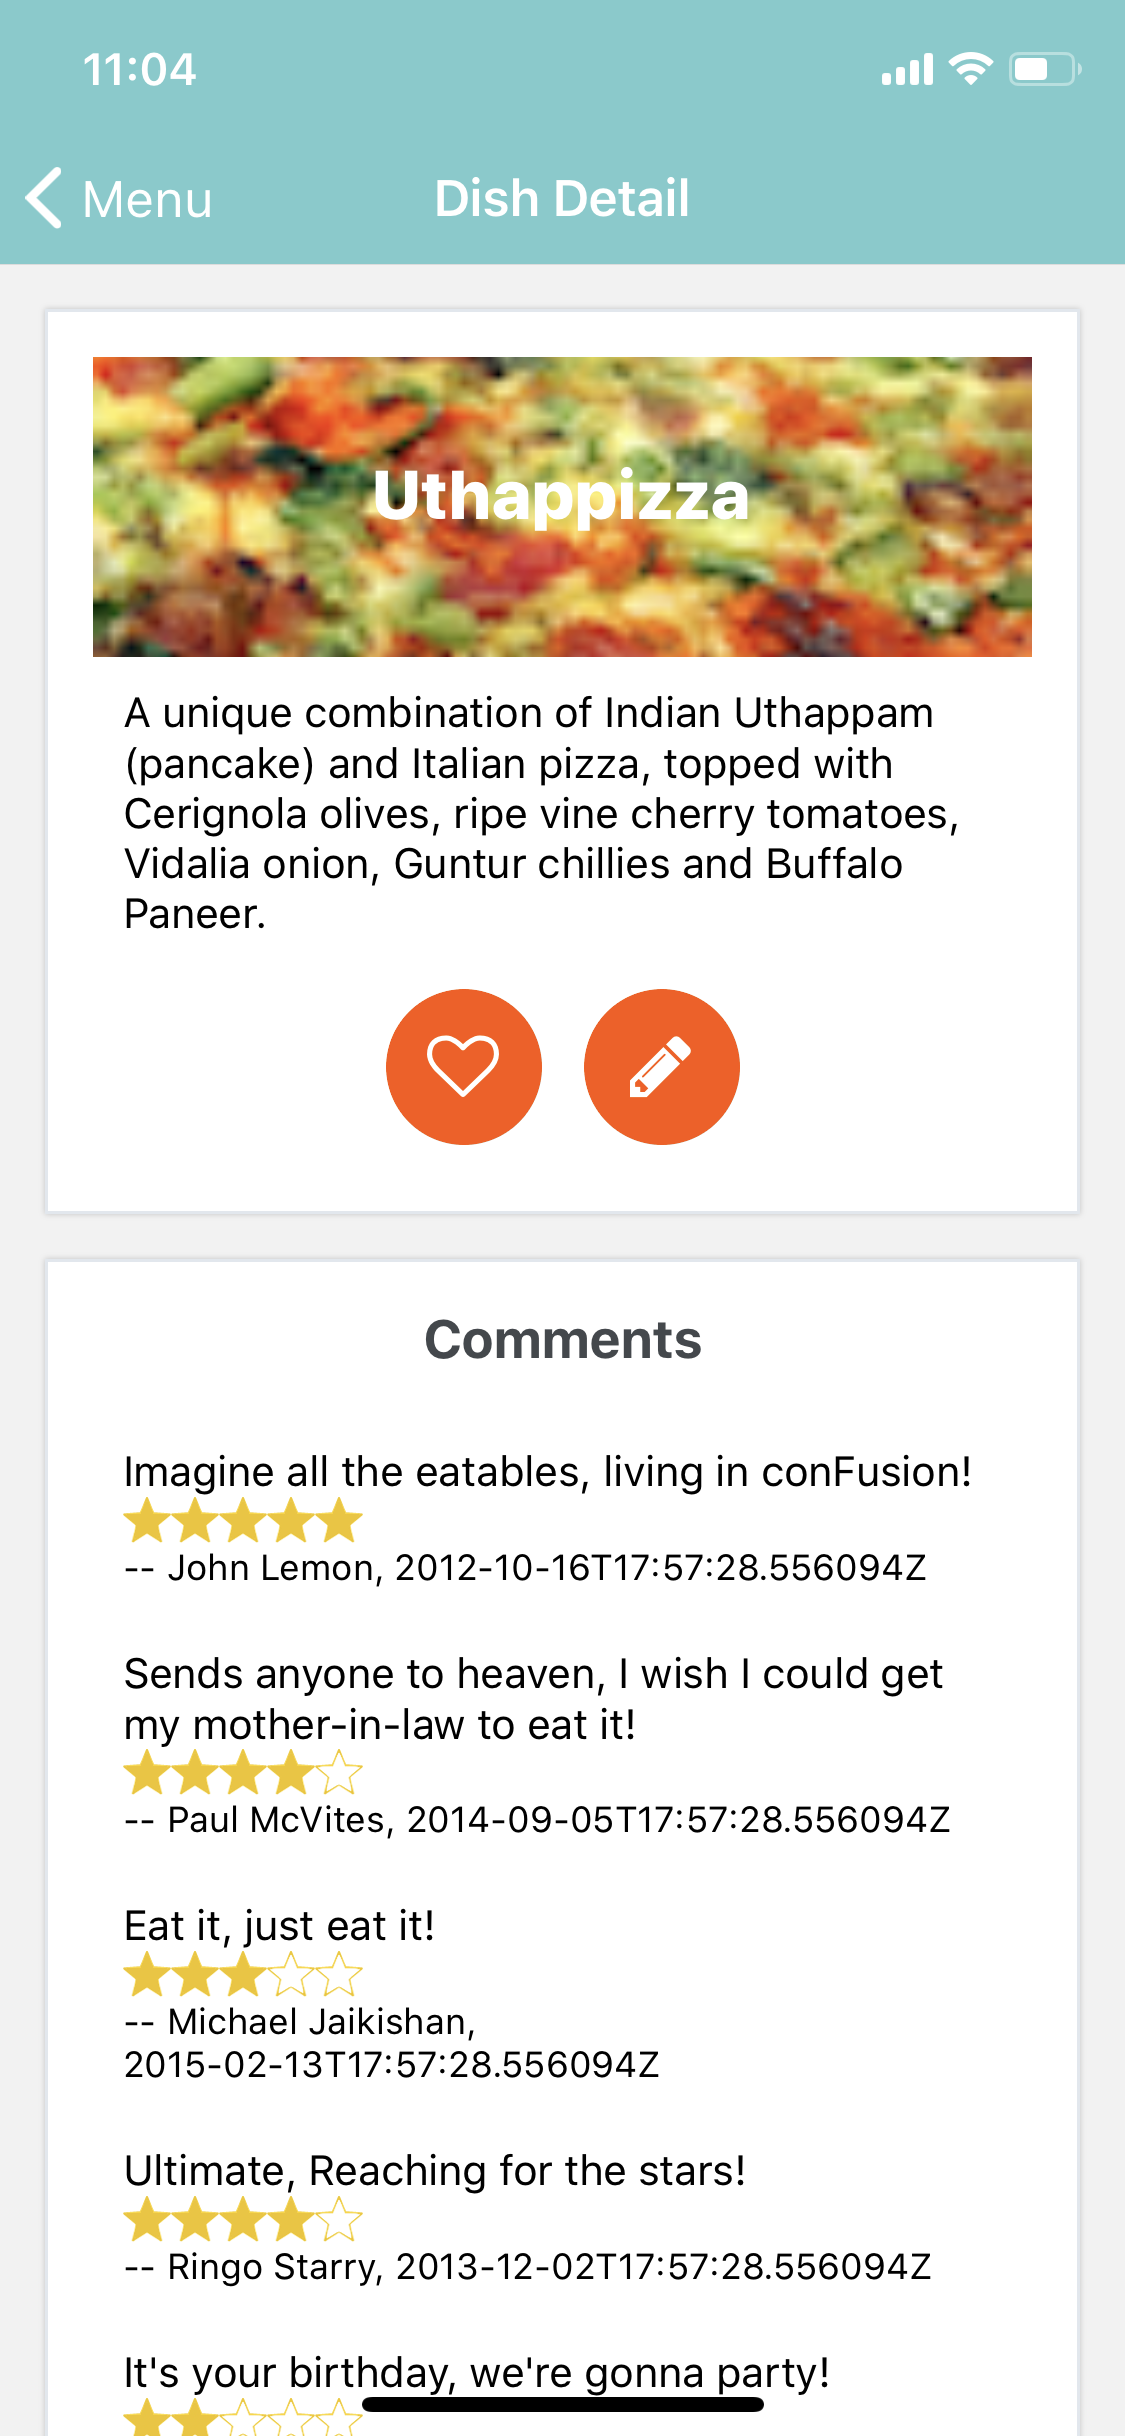 11:04
Menu
Dish Detail
Uthappizza
A unique combination of Indian Uthappam
(pancake) and Italian pizza, topped with
Cerignola olives, ripe vine cherry tomatoes,
Vidalia onion, Guntur chillies and Buffalo
Paneer.
Comments
Imagine all the eatables, living in conFusion!
-- John Lemon, 2012-10-16T17:57:28.556094Z
Sends anyone to heaven, I wish I could get
my mother-in-law to eat it!
-- Paul McVites, 2014-09-05T17:57:28.556094Z
Eat it, just eat it!
-- Michael Jaikishan,
2015-02-13T17:57:28.556094Z
Ultimate, Reaching for the stars!
-- Ringo Starry, 2013-12-02T17:57:28.556094Z
It's your birthday, we're gonna party!